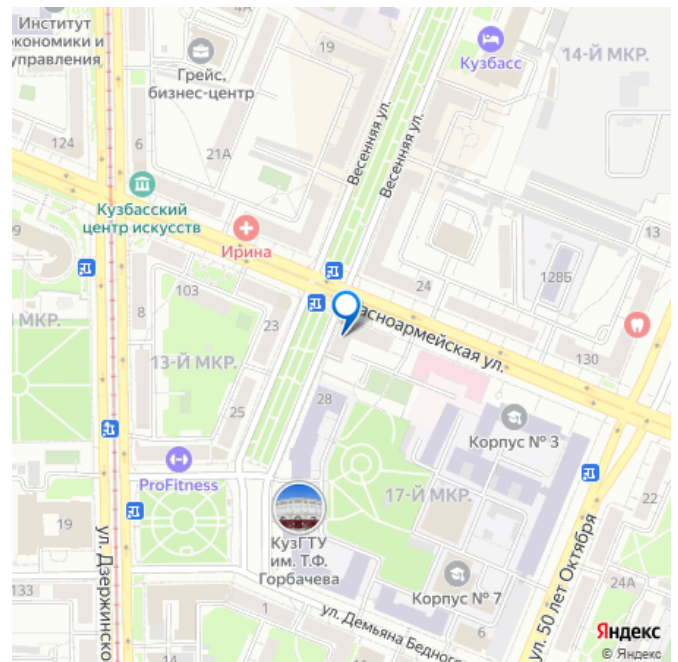 Институт
экономики и
управления
19
Кузбасс
14-Й МКР.
Грейс,
бизнес-центр
124
6
21А
Весенняя ул.
Весенняя ул.
Кузбасский
центр искусств
Ирина
13
24
128Б
103
8
23
МКР.
асноармейская ул.
13-Й МКР.
130
28
25
Корпус № 3
ProFitness
17-Й МКР.
22
19
КузГТУ
им. Т.Ф.
Горбачева
ул. Дзержинско
ул. 50 лет Октября
133
1
Корпус № 7
24А
ул. Демьяна Бедного
6
Яндекс
© Яндекс